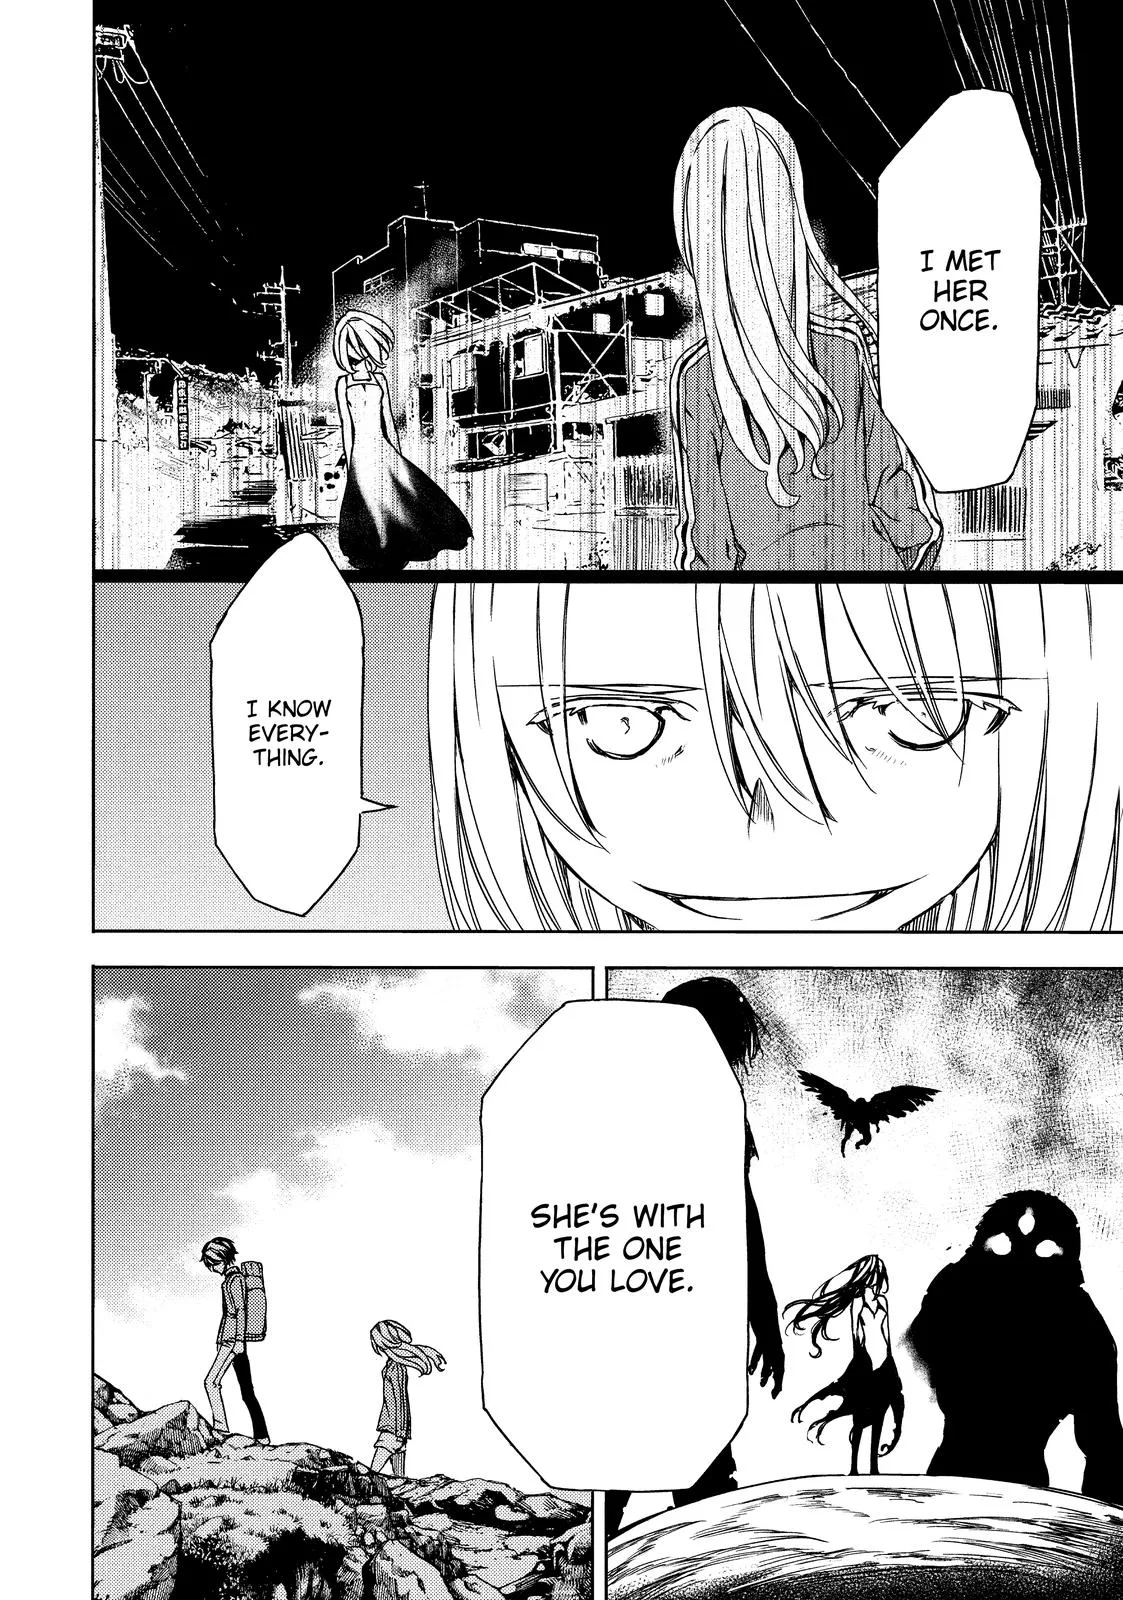 I MET
HER
ONCE.
I KNOW
EVERY-
THING.
SHE'S WITH
THE ONE
YOU LOVE.